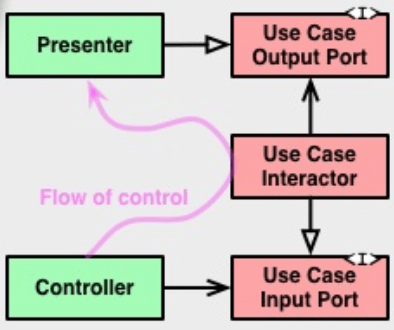 <I>
Presenter
Use Case
Output Port
Use Case
Interactor
Flow of control
<I>
Controller
Use Case
Input Port